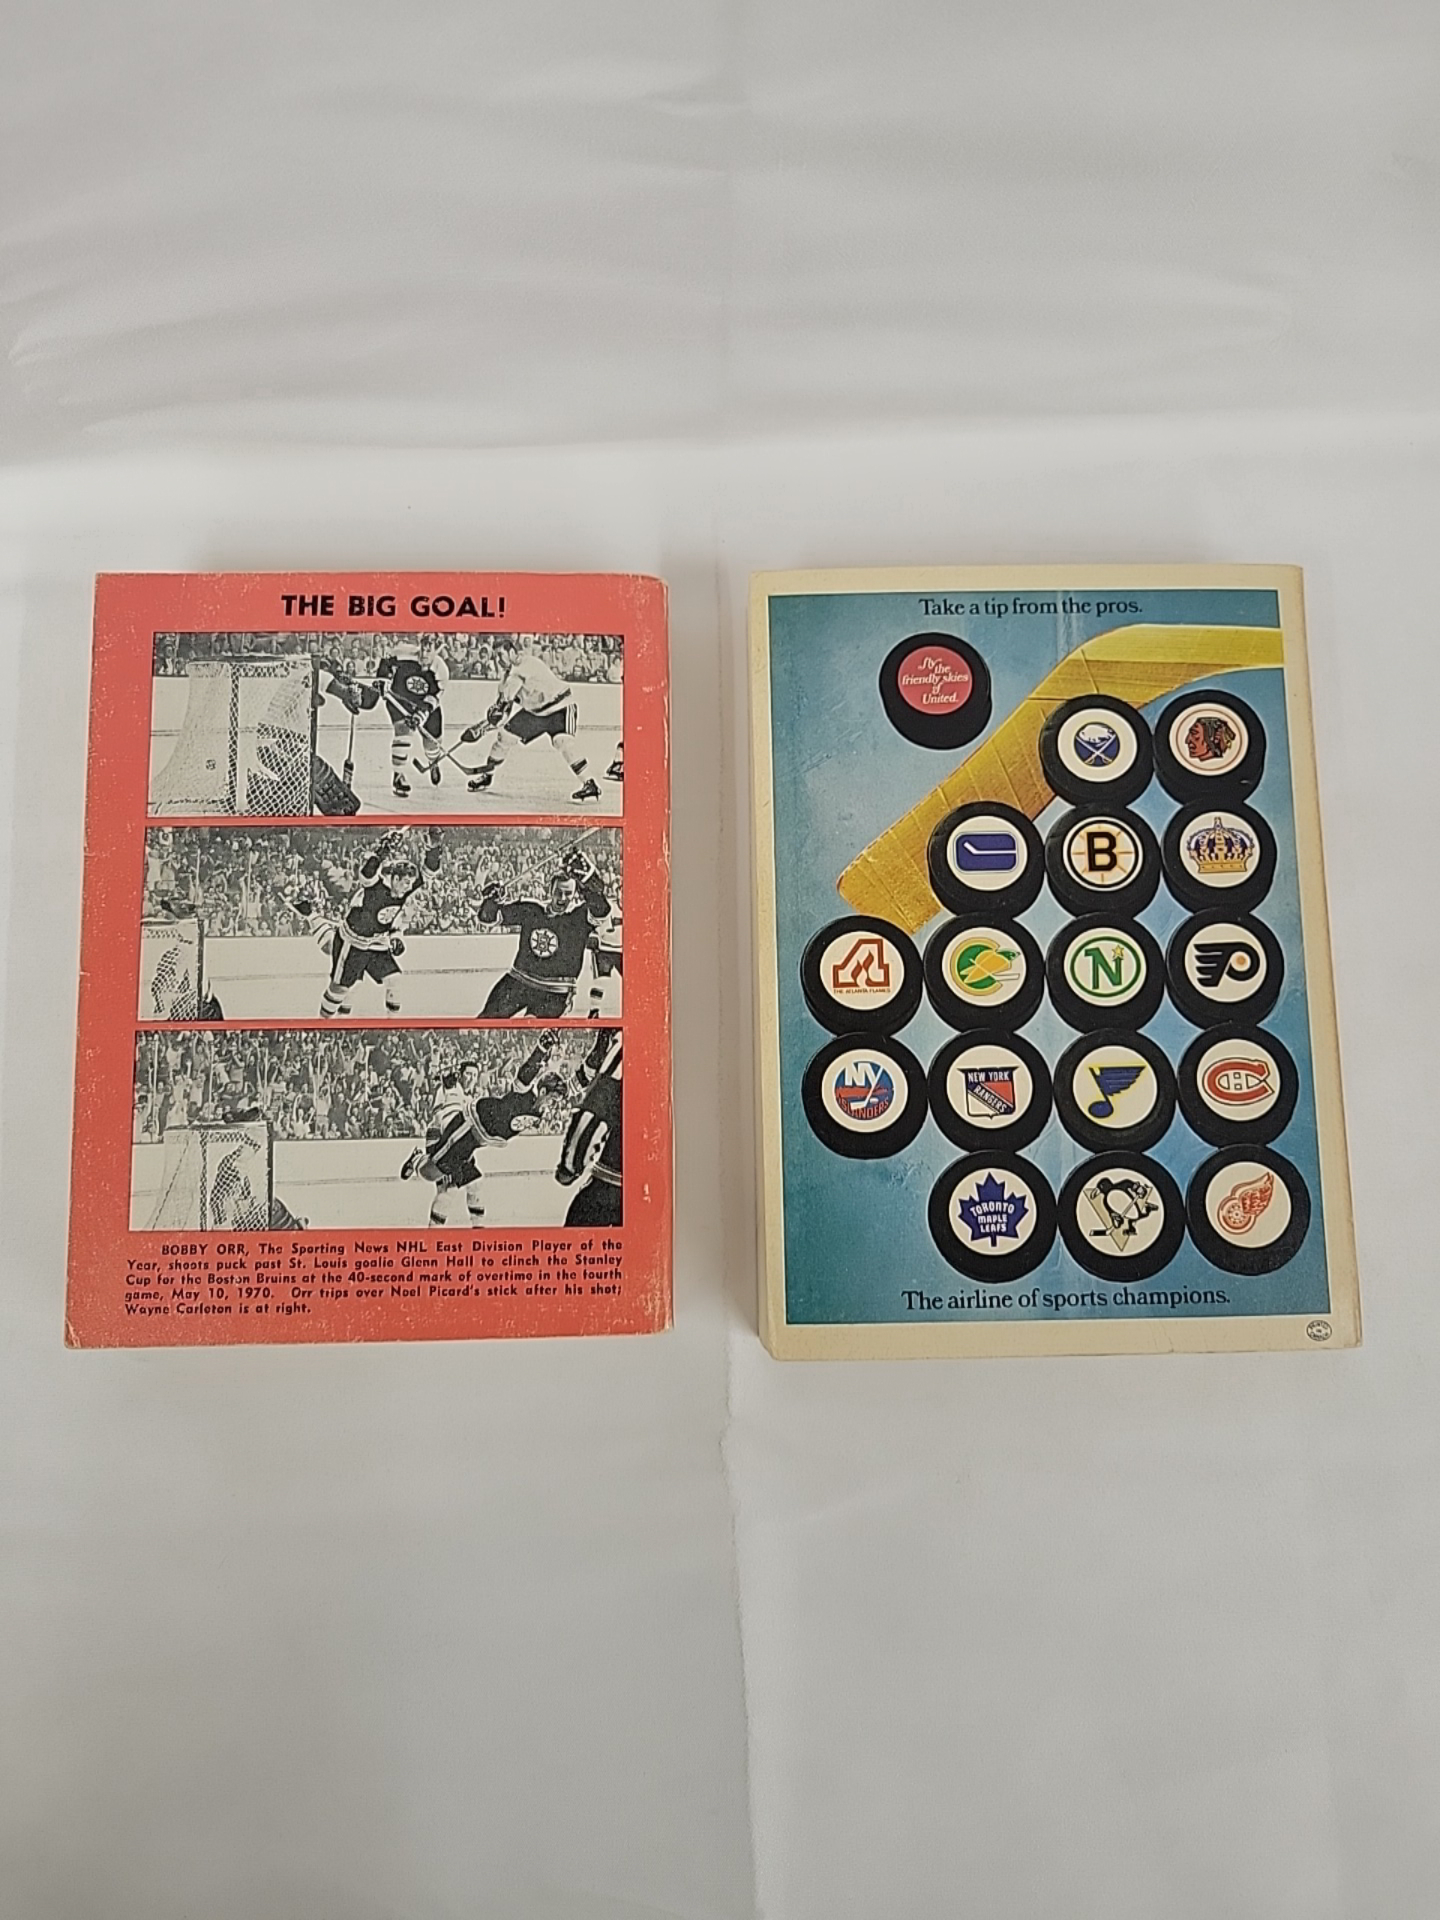 THE BIG GOAL!
BOBBY ORR, The Sporting News NHL East Division Player of the
Year, shoots puck past St. Louis goalie Glenn Hall to clinch the Stanley
Cup for the Boston Bruins at the 40-second mark of overtime in the fourth
game, May 10, 1970. Orr trips over Noel Picard's stick after his shot;
Wayne Carleton is at right.
Take a tip from the pros.
fly
the
friendly skies
of
United.
B
THE ATLANTA FLAMES
C
N
P
NY
ISLANDERS
NEW YORK
RANGERS
CH
TORONTO
MAPLE
LEAFS
The airline of sports champions.
PRINTED
IN